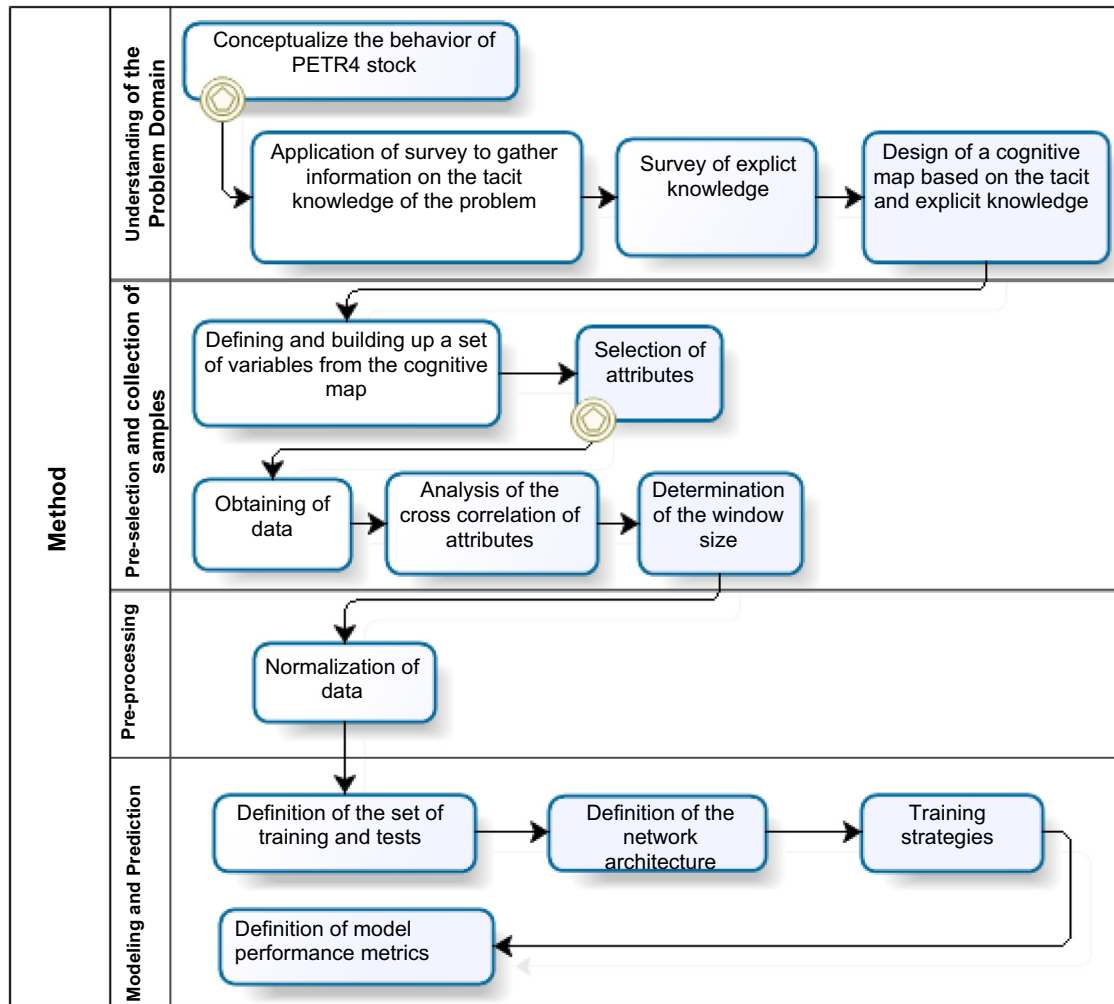 Method
Understanding of the
Problem Domain
Conceptualize the behavior of
PETR4 stock
Application of survey to gather
information on the tacit
knowledge of the problem
Survey of explict
knowledge
Design of a cognitive
map based on the tacit
and explicit knowledge
Pre-selection and collection of
samples
Defining and building up a set
of variables from the cognitive
map
Selection of
attributes
Obtaining of
data
Analysis of the
cross correlation of
attributes
Determination
of the window
size
Pre-processing
Normalization of
data
Modeling and Prediction
Definition of the set of
training and tests
Definition of the
network
architecture
Training
strategies
Definition of model
performance metrics